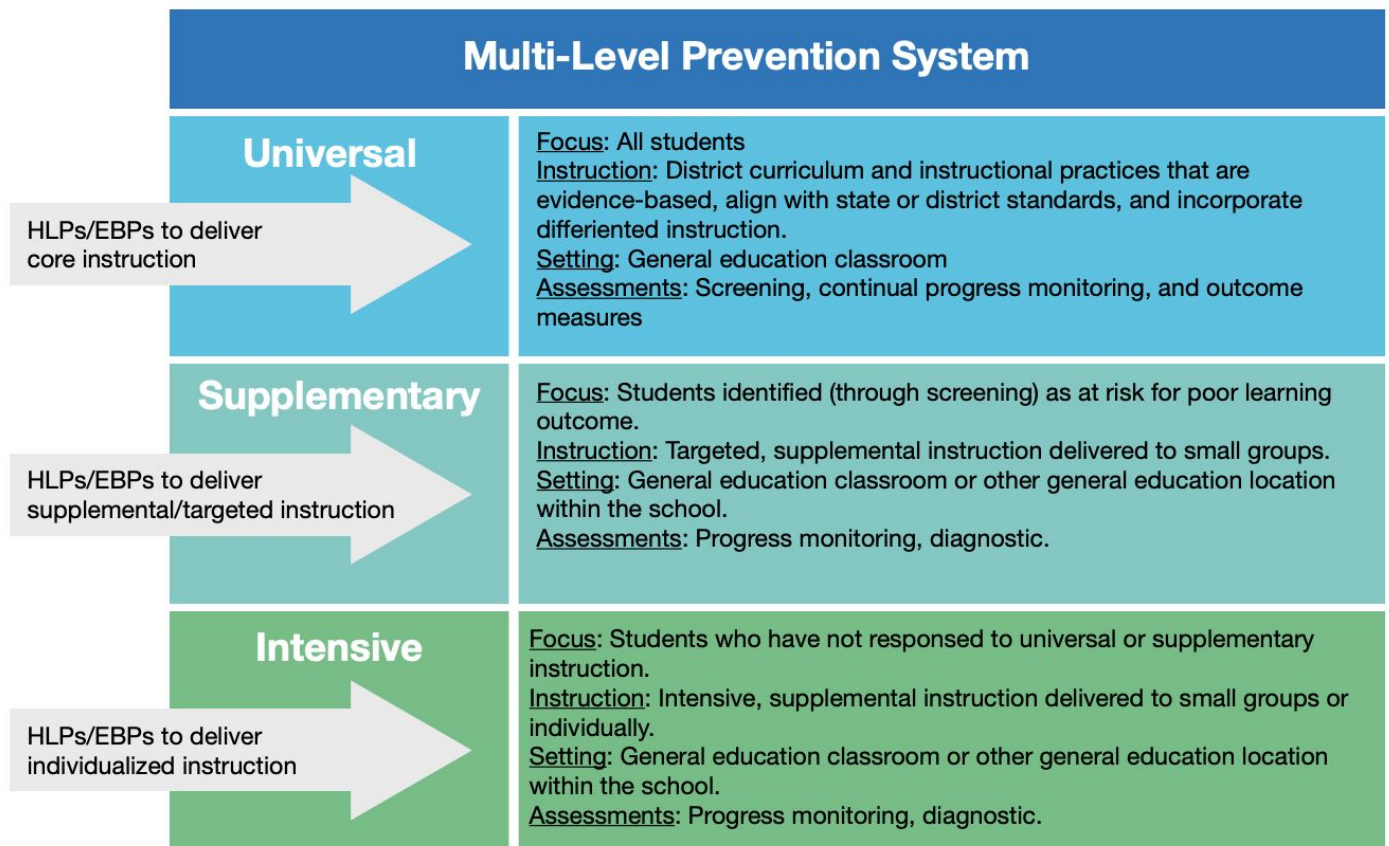 Multi-Level Prevention System
Universal
HLPs/EBPs to deliver
core instruction
Focus: All students
Instruction: District curriculum and instructional practices that are
evidence-based, align with state or district standards, and incorporate
differiented instruction.
Setting: General education classroom
Assessments: Screening, continual progress monitoring, and outcome
measures
Supplementary
HLPs/EBPs to deliver
supplemental/targeted instruction
Focus: Students identified (through screening) as at risk for poor learning
outcome.
Instruction: Targeted, supplemental instruction delivered to small groups.
Setting: General education classroom or other general education location
within the school.
Assessments: Progress monitoring, diagnostic.
Intensive
HLPs/EBPs to deliver
individualized instruction
Focus: Students who have not responsed to universal or supplementary
instruction.
Instruction: Intensive, supplemental instruction delivered to small groups or
individually.
Setting: General education classroom or other general education location
within the school.
Assessments: Progress monitoring, diagnostic.